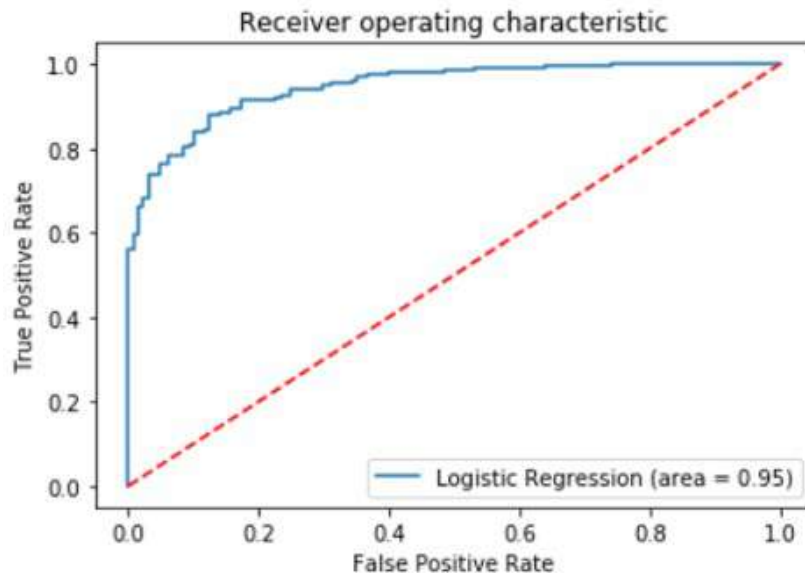 Receiver operating characteristic
True Positive Rate
1.0
0.8
0.6
0.4
0.2
0.0
Logistic Regression (area = 0.95)
0.0 0.2 0.4 0.6 0.8 1.0
False Positive Rate